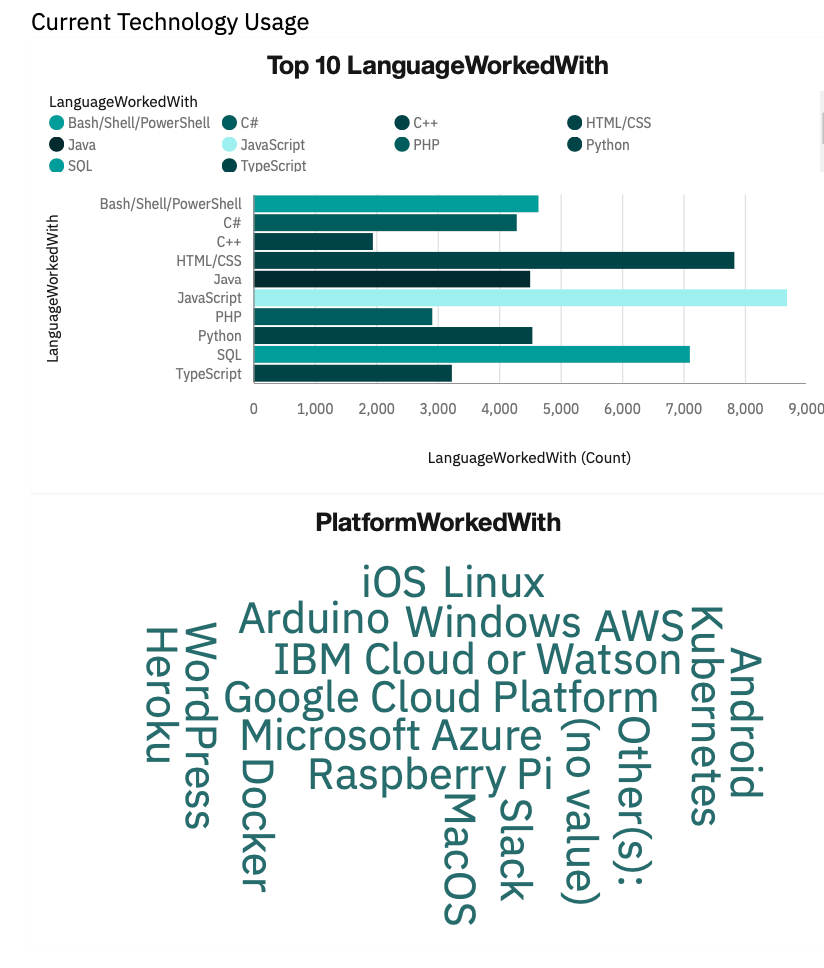 Current Technology Usage
Top 10 LanguageWorkedWith
LanguageWorkedWith
Bash/Shell/PowerShell C# C++ HTML/CSS
Java JavaScript PHP Python
SQL TypeScript
LanguageWorkedWith
Bash/Shell/PowerShell
C#
C++
HTML/CSS
Java
JavaScript
PHP
Python
SQL
TypeScript
0 1,000 2,000 3,000 4,000 5,000 6,000 7,000 8,000 9,000
LanguageWorkedWith (Count)
PlatformWorkedWith
iOS Linux
Arduino Windows AWS
IBM Cloud or Watson
Google Cloud Platform
Microsoft Azure
Raspberry Pi
Heroku
WordPress
Docker
MacOS
Slack
(no value)
Other(s):
Kubernetes
Android